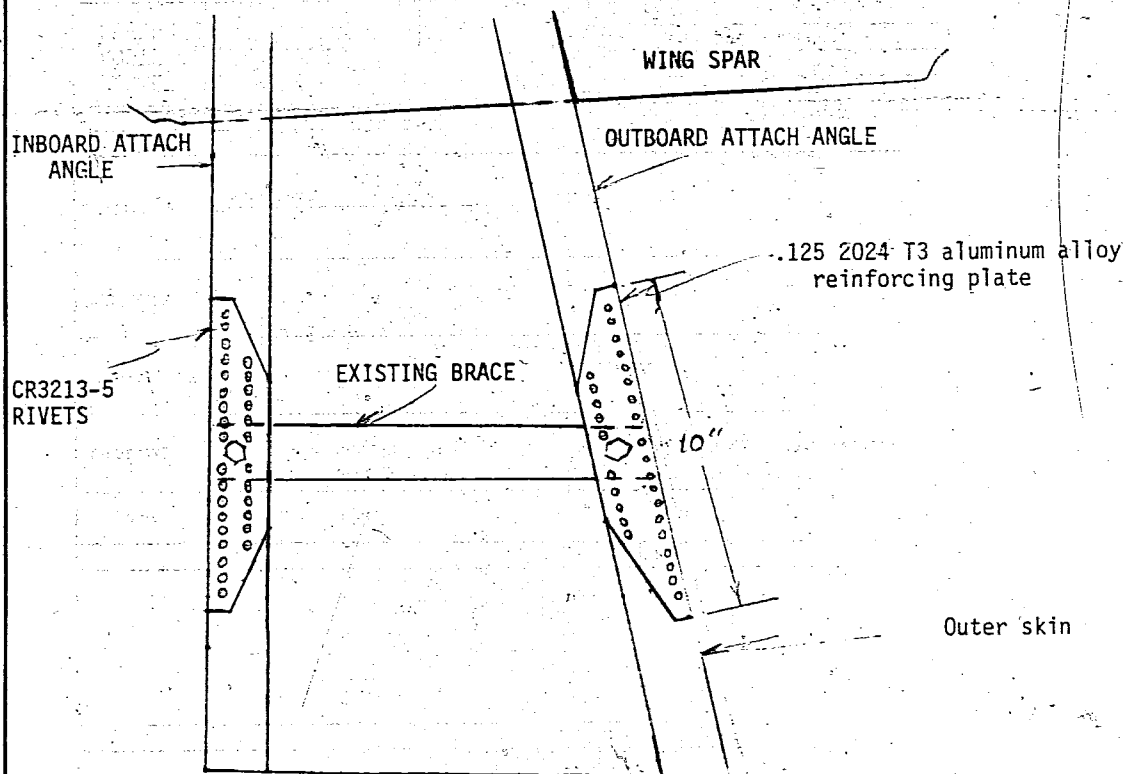 WING SPAR
INBOARD ATTACH
ANGLE
OUTBOARD ATTACH ANGLE
.125 2024 T3 aluminum alloy
reinforcing plate
EXISTING BRACE
CR3213-5
RIVETS
10"
Outer skin